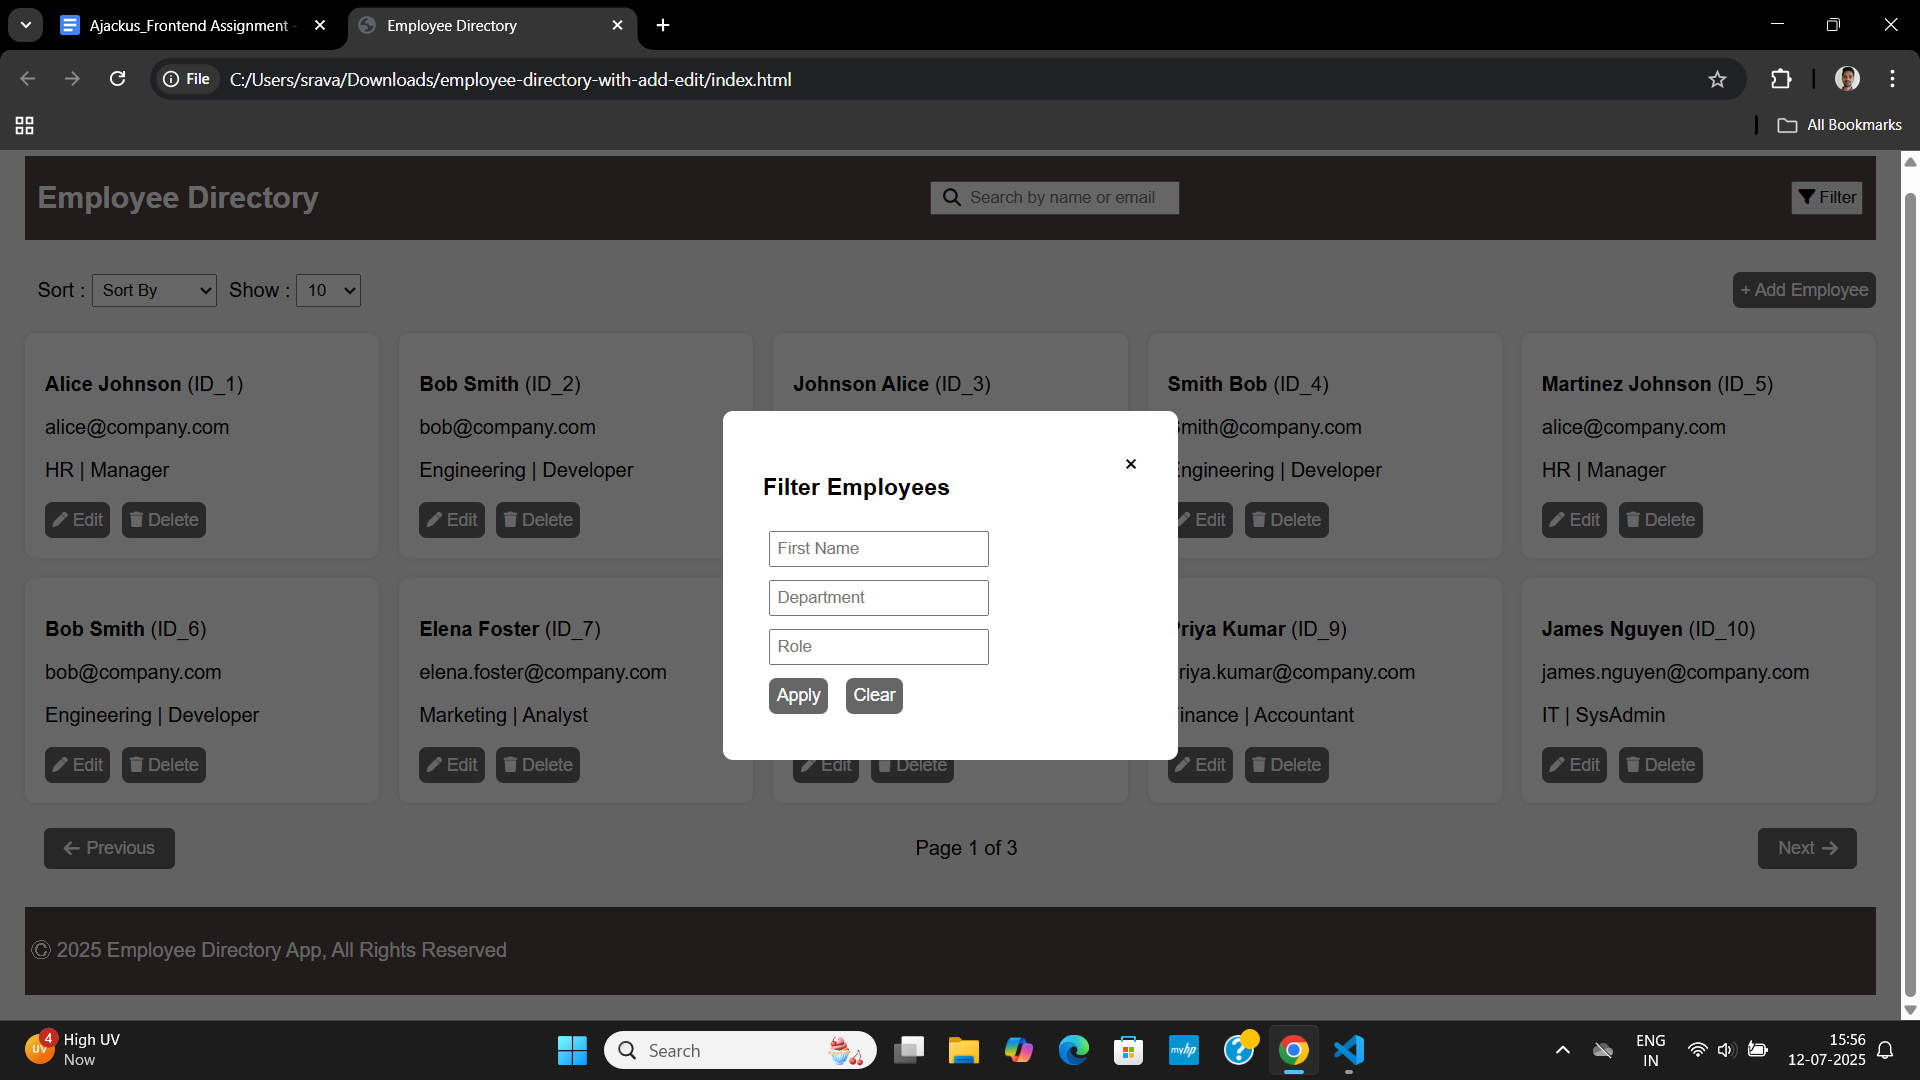 Ajackus_Frontend Assignment -
Employee Directory
File
C:/Users/srava/Downloads/employee-directory-with-add-edit/index.html
All Bookmarks
Employee Directory
Search by name or email
Filter
Sort : Sort By Show : 10
+ Add Employee
Alice Johnson (ID_1)
alice@company.com
HR | Manager
Edit Delete
Bob Smith (ID_2)
bob@company.com
Engineering | Developer
Edit Delete
Johnson Alice (ID_3)
Smith Bob (ID_4)
mith@company.com
ngineering | Developer
Edit Delete
Martinez Johnson (ID_5)
alice@company.com
HR | Manager
Edit Delete
Filter Employees
×
First Name
Department
Role
Apply Clear
Bob Smith (ID_6)
bob@company.com
Engineering | Developer
Edit Delete
Elena Foster (ID_7)
elena.foster@company.com
Marketing | Analyst
Edit Delete
Edit Delete
Priya Kumar (ID_9)
riya.kumar@company.com
inance | Accountant
Edit Delete
James Nguyen (ID_10)
james.nguyen@company.com
IT | SysAdmin
Edit Delete
← Previous
Page 1 of 3
Next →
© 2025 Employee Directory App, All Rights Reserved
UV 4
High UV
Now
Search
myhp
ENG
IN
15:56
12-07-2025